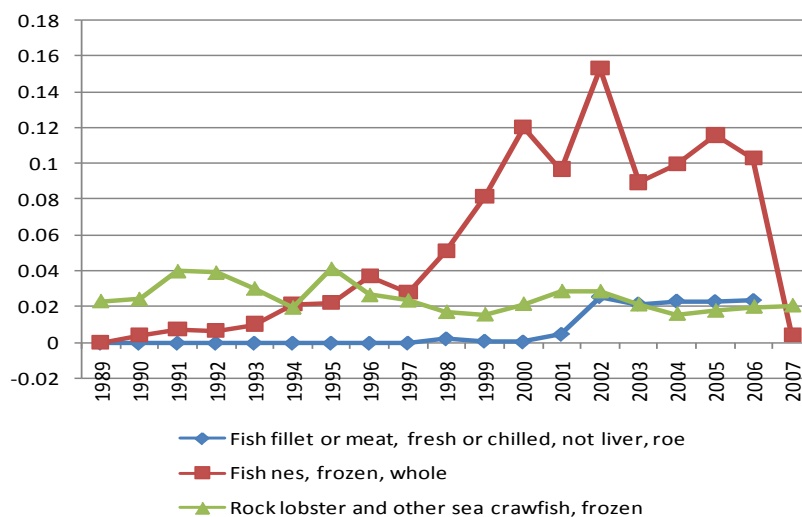 0.18
0.16
0.14
0.12
0.1
0.08
0.06
0.04
0.02
0
-0.02
1989 1990 1991 1992 1993 1994 1995 1996 1997 1998 1999 2000 2001 2002 2003 2004 2005 2006 2007
Fish fillet or meat, fresh or chilled, not liver, roe
Fish nes, frozen, whole
Rock lobster and other sea crawfish, frozen